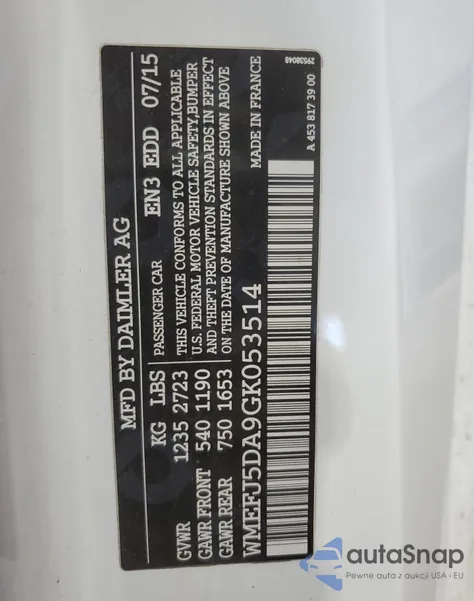 MFD BY DAIMLER AG
KG LBS PASSENGER CAR EN3 EDD 07/15
GVWR 1235 2723 THIS VEHICLE CONFORMS TO ALL APPLICABLE
GAWR FRONT 540 1190 U.S. FEDERAL MOTOR VEHICLE SAFETY, BUMPER
GAWR REAR 750 1653 AND THEFT PREVENTION STANDARDS IN EFFECT
ON THE DATE OF MANUFACTURE SHOWN ABOVE
WMEFJ5DA9GK053514 MADE IN FRANCE
A 453 817 39 00
29538048
autoSnap
Pewne auta z aukcji USA - EU